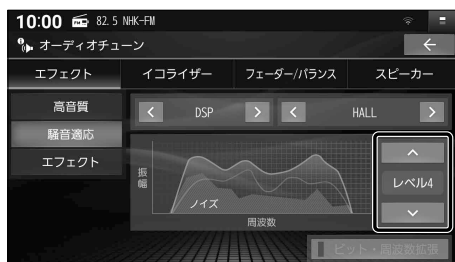 10:00 82.5 NHK-FM
オーディオチューン
エフェクト イコライザー フェーダー/バランス スピーカー
高音質
DSP HALL
騒音適応
エフェクト
レベル4
振幅
ノイズ
周波数
ビット・周波数拡張